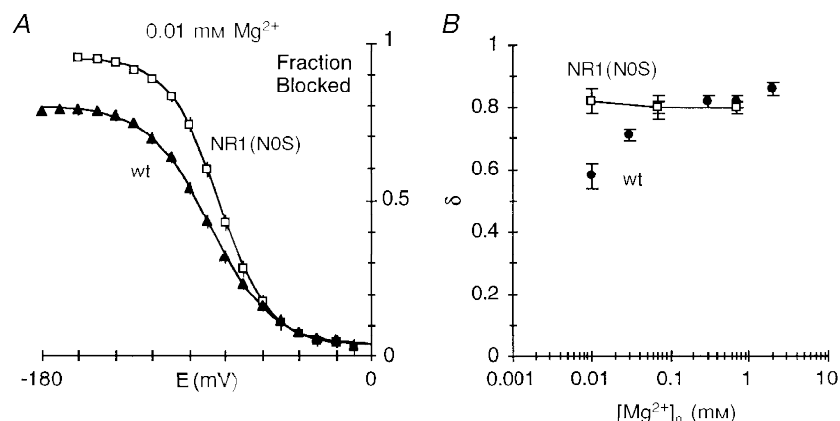 A
0.01 mM Mg2+
Fraction
Blocked
1
NR1(N0S)
wt
0.5
0
-180
E (mV)
0
B
1
NR1(N0S)
0.8
0.6
wt
δ
0.4
0.2
0
0.001
0.01
0.1
1
10
[Mg2+]o (mM)